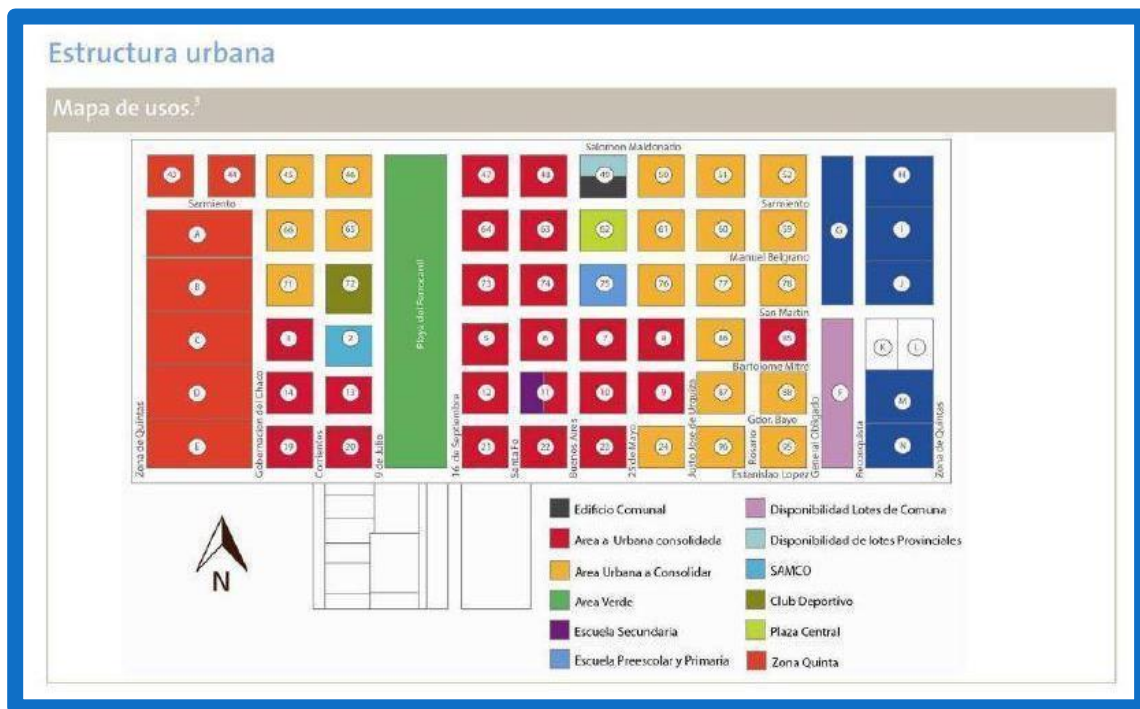 Estructura urbana
Mapa de usos.³
Salomon Maldonado
43 44 45 46 47 48 49 50 51 52
Sarmiento Sarmiento
A 66 65 64 63 62 61 60 59 G H I
Manuel Belgrano
B 71 72 73 74 75 76 77 78 J
Playa del Ferrocarril
San Martin
C 2 5 6 7 8 86 85 K L
Bartolome Mitre
D 14 13 12 11 10 9 87 88 F M
Gdor. Bayo
E 19 20 21 22 23 24 96 95 N
Estanislao Lopez
Zona de Quintas
Gobernacion del Chaco
Corrientes
9 de Julio
16 de Septiembre
Santa Fe
Buenos Aires
25 de Mayo
Justo Jose de Urquiza
Rosario
General Obligado
Reconquista
Zona de Quintas
N
Edificio Comunal
Area a Urbana consolidada
Area Urbana a Consolidar
Area Verde
Escuela Secundaria
Escuela Preescolar y Primaria
Disponibilidad Lotes de Comuna
Disponibilidad de lotes Provinciales
SAMCO
Club Deportivo
Plaza Central
Zona Quinta